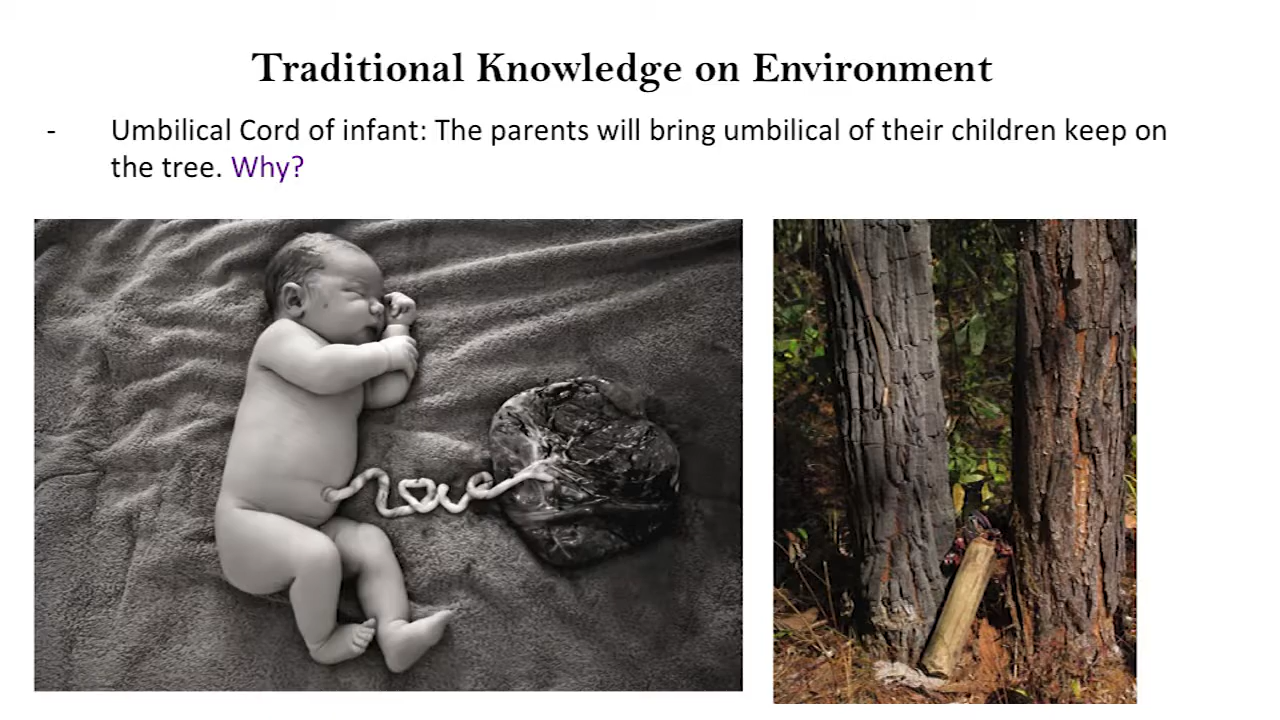 Traditional Knowledge on Environment
- Umbilical Cord of infant: The parents will bring umbilical of their children keep on
the tree. Why?
love